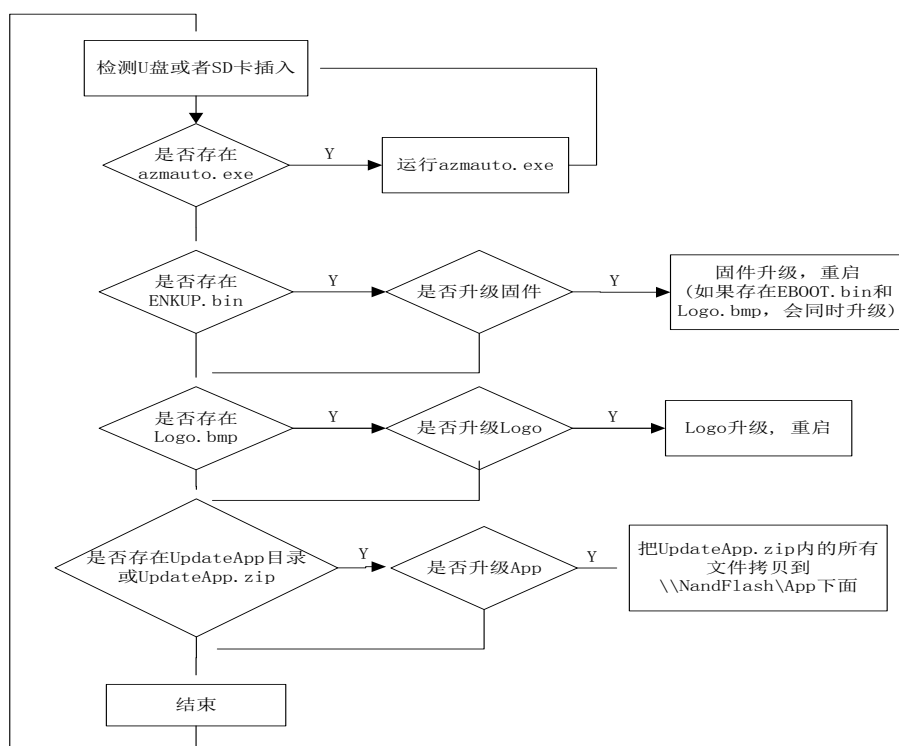 检测U盘或者SD卡插入
是否存在
azmauto.exe
Y
运行azmauto.exe
是否存在
ENKUP.bin
Y
是否升级固件
Y
固件升级，重启
(如果存在EBOOT.bin和
Logo.bmp，会同时升级)
是否存在
Logo.bmp
Y
是否升级Logo
Y
Logo升级，重启
是否存在UpdateApp目录
或UpdateApp.zip
Y
是否升级App
Y
把UpdateApp.zip内的所有
文件拷贝到
\\NandFlash\App下面
结束